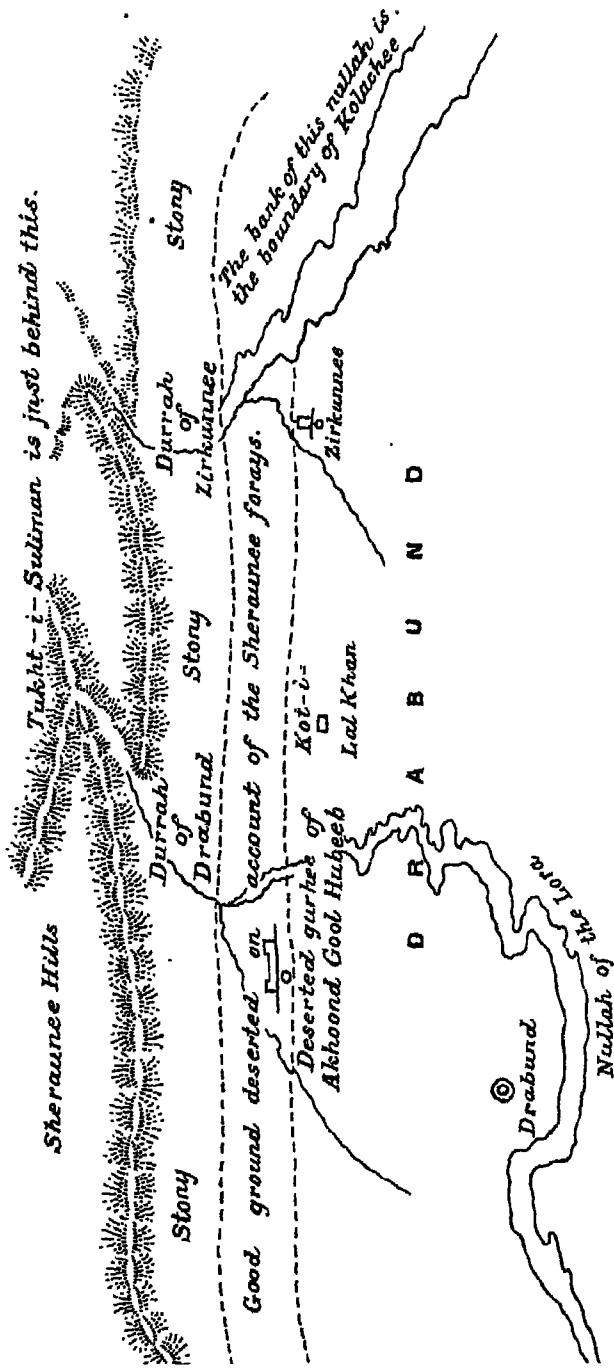 Tukht-i-Suliman is just behind this.
Sheraunee Hills
Stony
Durrah
of
Drabund
Stony
Durrah
of
Zirkunnee
Stony
Good ground deserted on account of the Sheraunee forays.
The bank of this nullah is.
the boundary of Kolachee
Deserted gurhee of
Akhoond Gool Hubeeb
Kot-i-
Lal Khan
Zirkunnee
DRABUND
Drabund
Nullah of the Lora